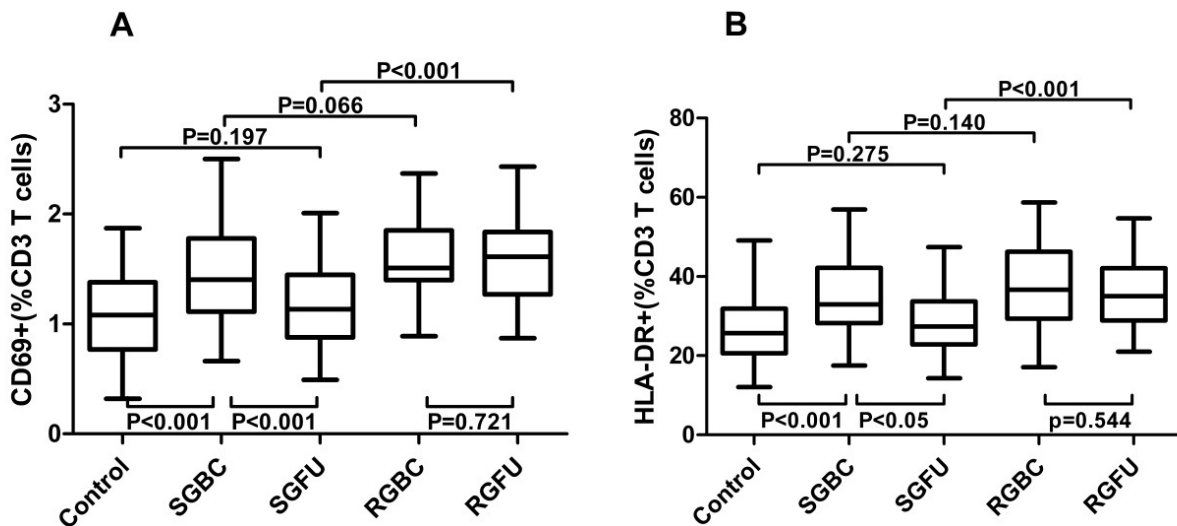 A
P<0.001
P=0.066
P=0.197
CD69+(%CD3 T cells)
3
2
1
0
P<0.001 P<0.001 P=0.721
Control SGBC SGFU RGBC RGFU
B
P<0.001
P=0.140
P=0.275
HLA-DR+(%CD3 T cells)
80
60
40
20
0
P<0.001 P<0.05 p=0.544
Control SGBC SGFU RGBC RGFU